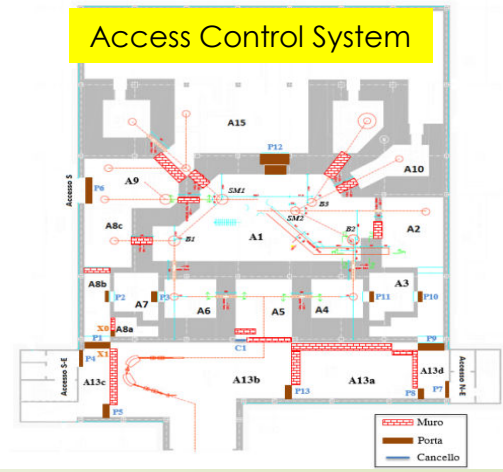 Access Control System
A15
P12
A10
Accesso S
P6
A9
SM1
B3
SM2
A8c
A1
A2
B1
B2
A8b
P2
A7
P3
A6
A5
A4
P11
A3
P10
X0
A8a
P1
C1
P9
X1
P4
Accesso S-E
A13c
A13b
A13a
A13d
Accesso N-E
P5
P13
P8
P7
Muro
Porta
Cancello